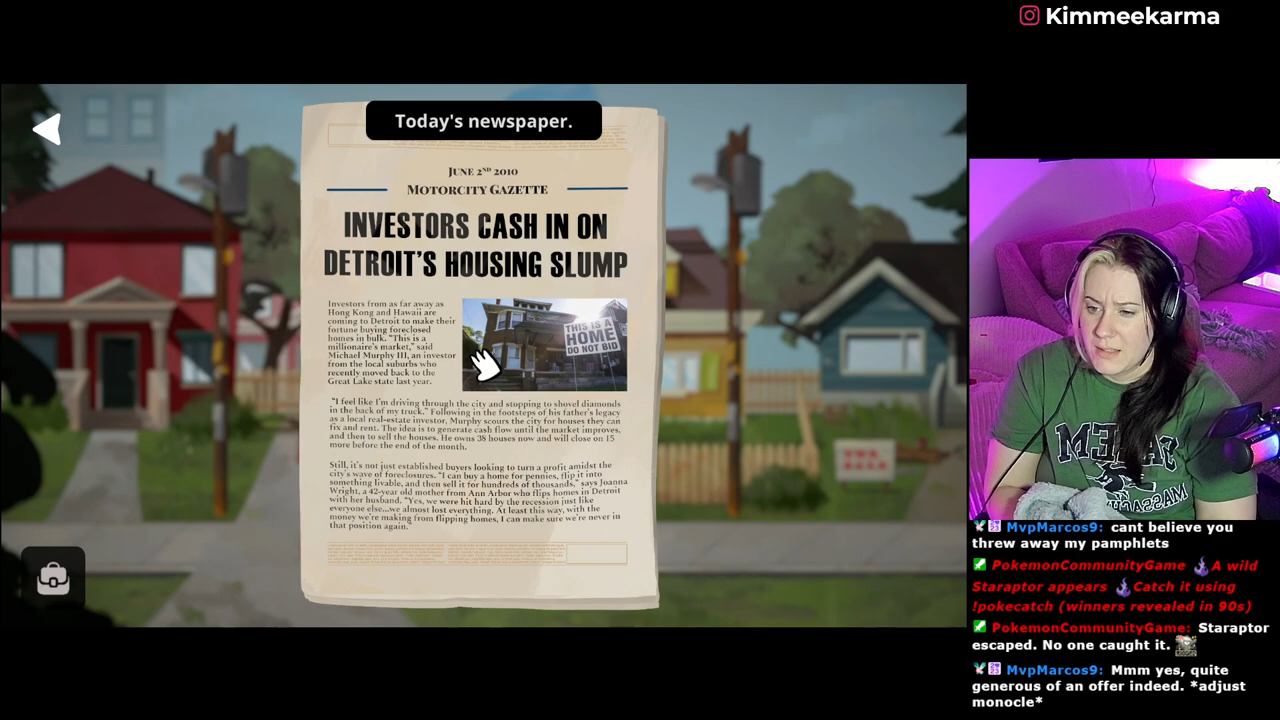 Kimmeekarma
Today's newspaper.
JUNE 2ND 2010
MOTORCITY GAZETTE
INVESTORS CASH IN ON
DETROIT'S HOUSING SLUMP
Investors from as far away as
Hong Kong and Hawaii are
coming to Detroit to make their
fortune buying foreclosed
homes in bulk. "This is a
millionaire's market," said
Michael Murphy III, an investor
from the local suburbs who
recently moved back to the
Great Lake state last year.
THIS IS A
HOME
DO NOT BID
"I feel like I'm driving through the city and stopping to shovel diamonds
in the back of my truck." Following in the footsteps of his father's legacy
as a local real-estate investor, Murphy scours the city for houses they can
fix and rent. The idea is to generate cash flow until the market improves,
and then to sell the houses. He owns 38 houses now and will close on 15
more before the end of the month.
Still, it's not just established buyers looking to turn a profit amidst the
city's wave of foreclosures. "I can buy a home for pennies, flip it into
something livable, and then sell it for hundreds of thousands," says Joanna
Wright, a 42-year old mother from Ann Arbor who flips homes in Detroit
with her husband. "Yes, we were hit hard by the recession just like
everyone else...we almost lost everything. At least this way, with the
money we're making from flipping homes, I can make sure we're never in
that position again."
MvpMarcos9: cant believe you
threw away my pamphlets
PokemonCommunityGame A wild
Staraptor appears Catch it using
!pokecatch (winners revealed in 90s)
PokemonCommunityGame: Staraptor
escaped. No one caught it.
MvpMarcos9: Mmm yes, quite
generous of an offer indeed. *adjust
monocle*